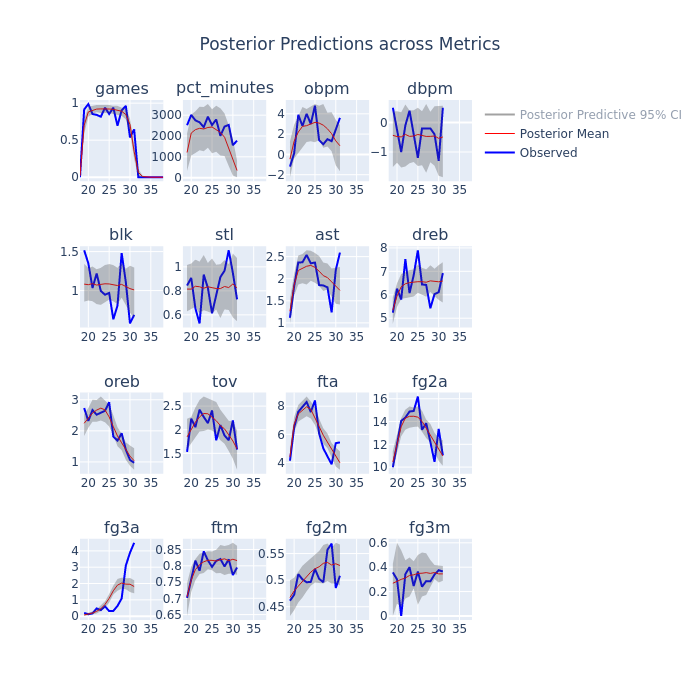 Posterior Predictions across Metrics
games pct_minutes obpm dbpm
1 0.5 0
3000 2000 1000 0
4 2 0 −2
0 −1
20 25 30 35 20 25 30 35 20 25 30 35 20 25 30 35
Posterior Predictive 95% CI
Posterior Mean
Observed
blk stl ast dreb
1.5 1
1 0.8 0.6
2.5 2 1.5 1
8 7 6 5
20 25 30 35 20 25 30 35 20 25 30 35 20 25 30 35
oreb tov fta fg2a
3 2 1
2.5 2 1.5
8 6 4
16 14 12 10
20 25 30 35 20 25 30 35 20 25 30 35 20 25 30 35
fg3a ftm fg2m fg3m
4 3 2 1 0
0.85 0.8 0.75 0.7 0.65
0.55 0.5 0.45
0.6 0.4 0.2 0
20 25 30 35 20 25 30 35 20 25 30 35 20 25 30 35